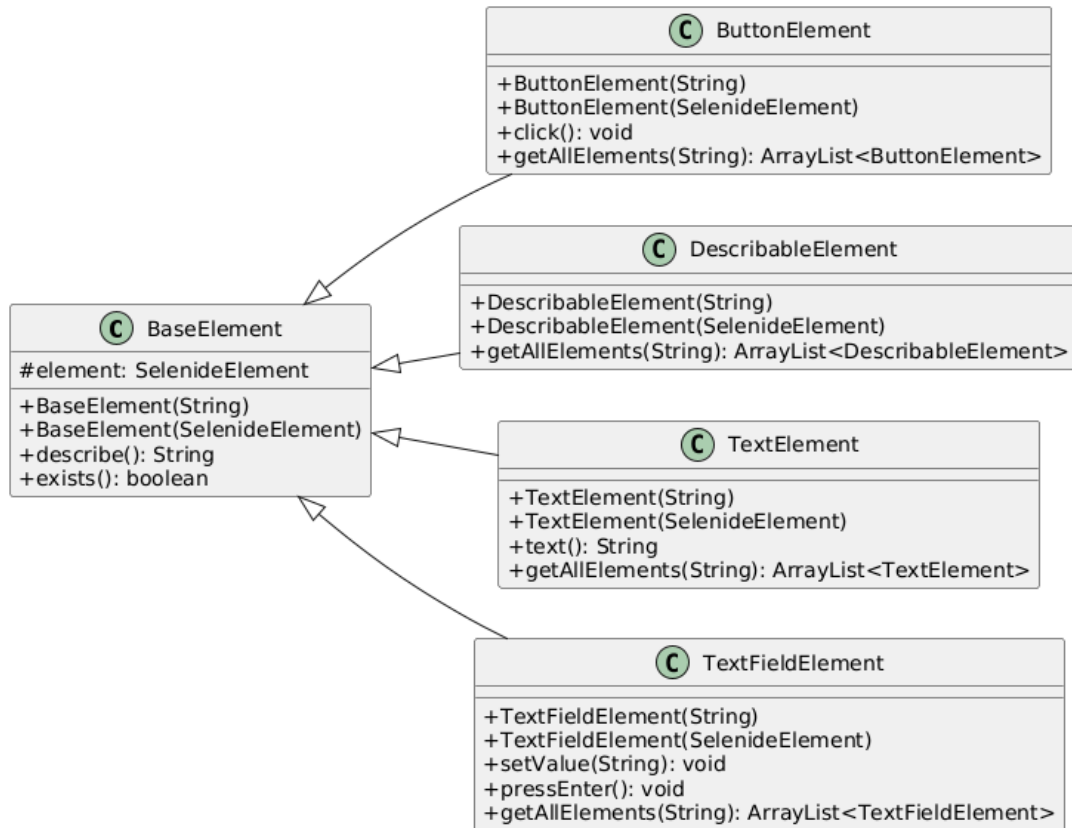 C ButtonElement
+ButtonElement(String)
+ButtonElement(SelenideElement)
+click(): void
+getAllElements(String): ArrayList<ButtonElement>
C DescribableElement
+DescribableElement(String)
+DescribableElement(SelenideElement)
+getAllElements(String): ArrayList<DescribableElement>
C BaseElement
#element: SelenideElement
+BaseElement(String)
+BaseElement(SelenideElement)
+describe(): String
+exists(): boolean
C TextElement
+TextElement(String)
+TextElement(SelenideElement)
+text(): String
+getAllElements(String): ArrayList<TextElement>
C TextFieldElement
+TextFieldElement(String)
+TextFieldElement(SelenideElement)
+setValue(String): void
+pressEnter(): void
+getAllElements(String): ArrayList<TextFieldElement>